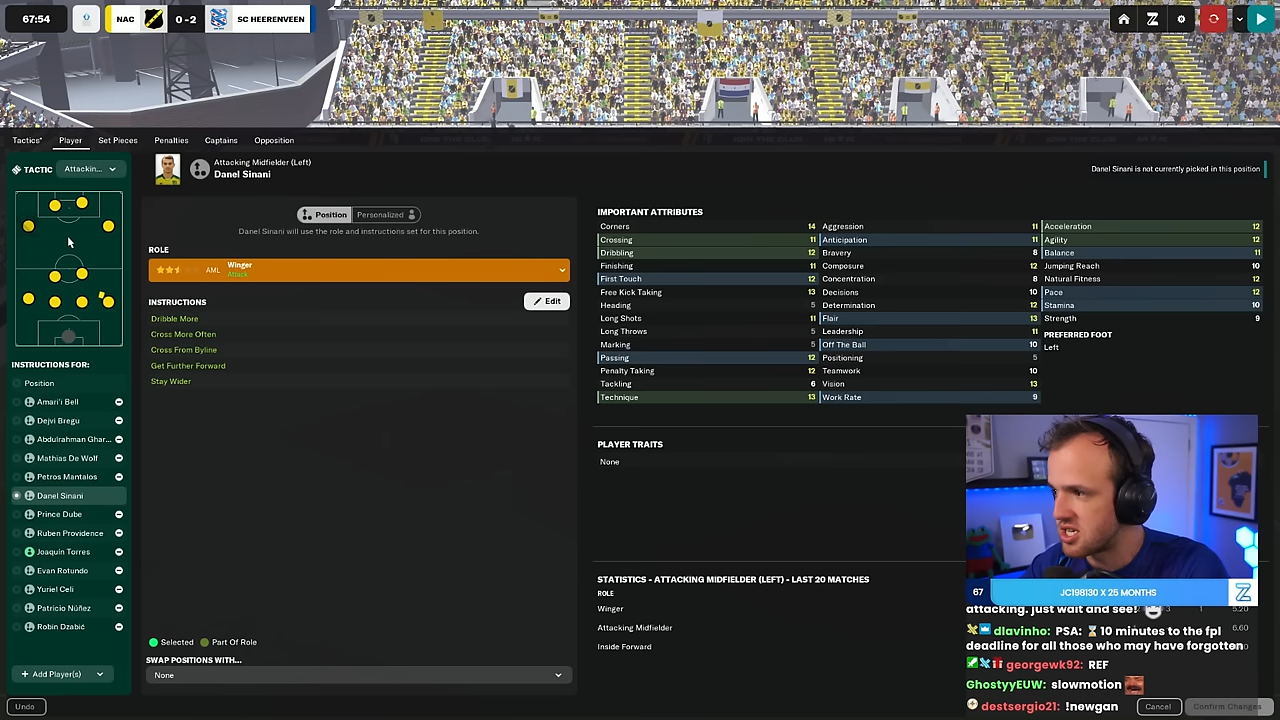 67:54
NAC
0 - 2
SC HEERENVEEN
Tactics*
Player
Set Pieces
Penalties
Captains
Opposition
TACTIC
Attackin...
Attacking Midfielder (Left)
Danel Sinani
Danel Sinani is not currently picked in this position
Position
Personalized
Danel Sinani will use the role and instructions set for this position.
ROLE
AML
Winger
Attack
INSTRUCTIONS
Edit
Dribble More
Cross More Often
Cross From Byline
Get Further Forward
Stay Wider
INSTRUCTIONS FOR:
Position
Amari'i Bell
Dejvi Bregu
Abdulrahman Ghar...
Mathias De Wolf
Petros Mantalos
Danel Sinani
Prince Dube
Ruben Providence
Joaquín Torres
Evan Rotundo
Yuriel Celi
Patricio Núñez
Robin Dzabić
Add Player(s)
Undo
Selected
Part Of Role
SWAP POSITIONS WITH...
None
IMPORTANT ATTRIBUTES
Corners 14 Aggression 11 Acceleration 12
Crossing 11 Anticipation 11 Agility 12
Dribbling 12 Bravery 8 Balance 11
Finishing 11 Composure 12 Jumping Reach 10
First Touch 12 Concentration 8 Natural Fitness 12
Free Kick Taking 13 Decisions 10 Pace 12
Heading 5 Determination 12 Stamina 10
Long Shots 11 Flair 13 Strength 9
Long Throws 5 Leadership 11 PREFERRED FOOT
Marking 5 Off The Ball 10 Left
Passing 12 Positioning 5
Penalty Taking 12 Teamwork 10
Tackling 6 Vision 13
Technique 13 Work Rate 9
PLAYER TRAITS
None
STATISTICS - ATTACKING MIDFIELDER (LEFT) - LAST 20 MATCHES
ROLE
Winger
Attacking Midfielder
Inside Forward
67
JC198130 X 25 MONTHS
Z
attacking. just wait and see!
3 1 5.20
6.60
dlavinho: PSA: 10 minutes to the fpl
deadline for all those who may have forgotten
georgewk92: REF
GhostyyEUW: slowmotion
destsergio21: !newgan
Cancel
Confirm Changes